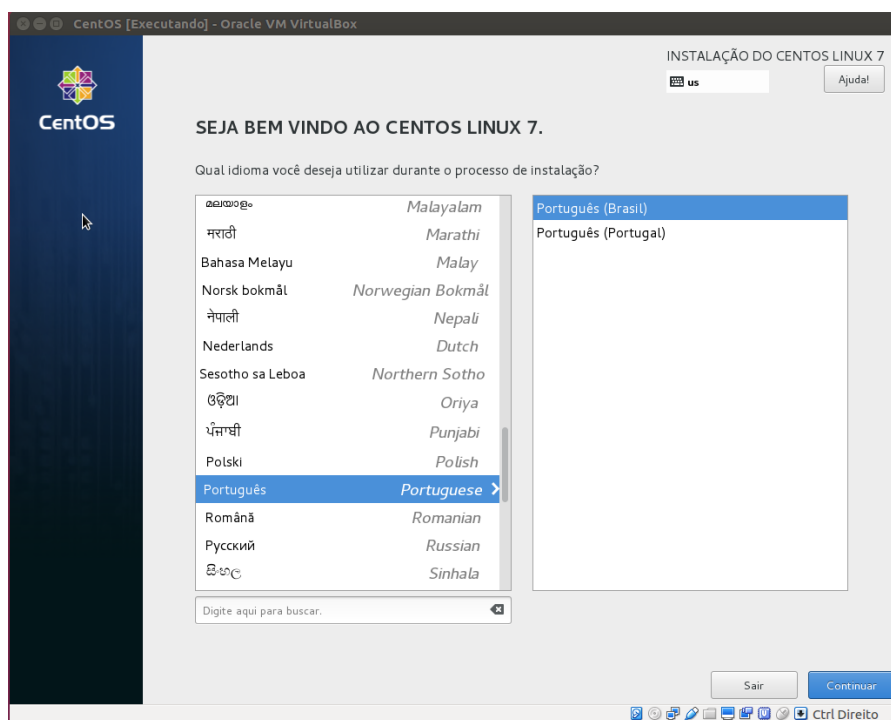 CentOS [Executando] - Oracle VM VirtualBox
INSTALAÇÃO DO CENTOS LINUX 7
us
Ajuda!
CentOS
SEJA BEM VINDO AO CENTOS LINUX 7.
Qual idioma você deseja utilizar durante o processo de instalação?
മലയാളം Malayalam
मराठी Marathi
Bahasa Melayu Malay
Norsk bokmål Norwegian Bokmål
नेपाली Nepali
Nederlands Dutch
Sesotho sa Leboa Northern Sotho
ଓଡ଼ିଆ Oriya
ਪੰਜਾਬੀ Punjabi
Polski Polish
Português Portuguese
Română Romanian
Русский Russian
සිංහල Sinhala
Português (Brasil)
Português (Portugal)
Digite aqui para buscar.
Sair
Continuar
Ctrl Direito